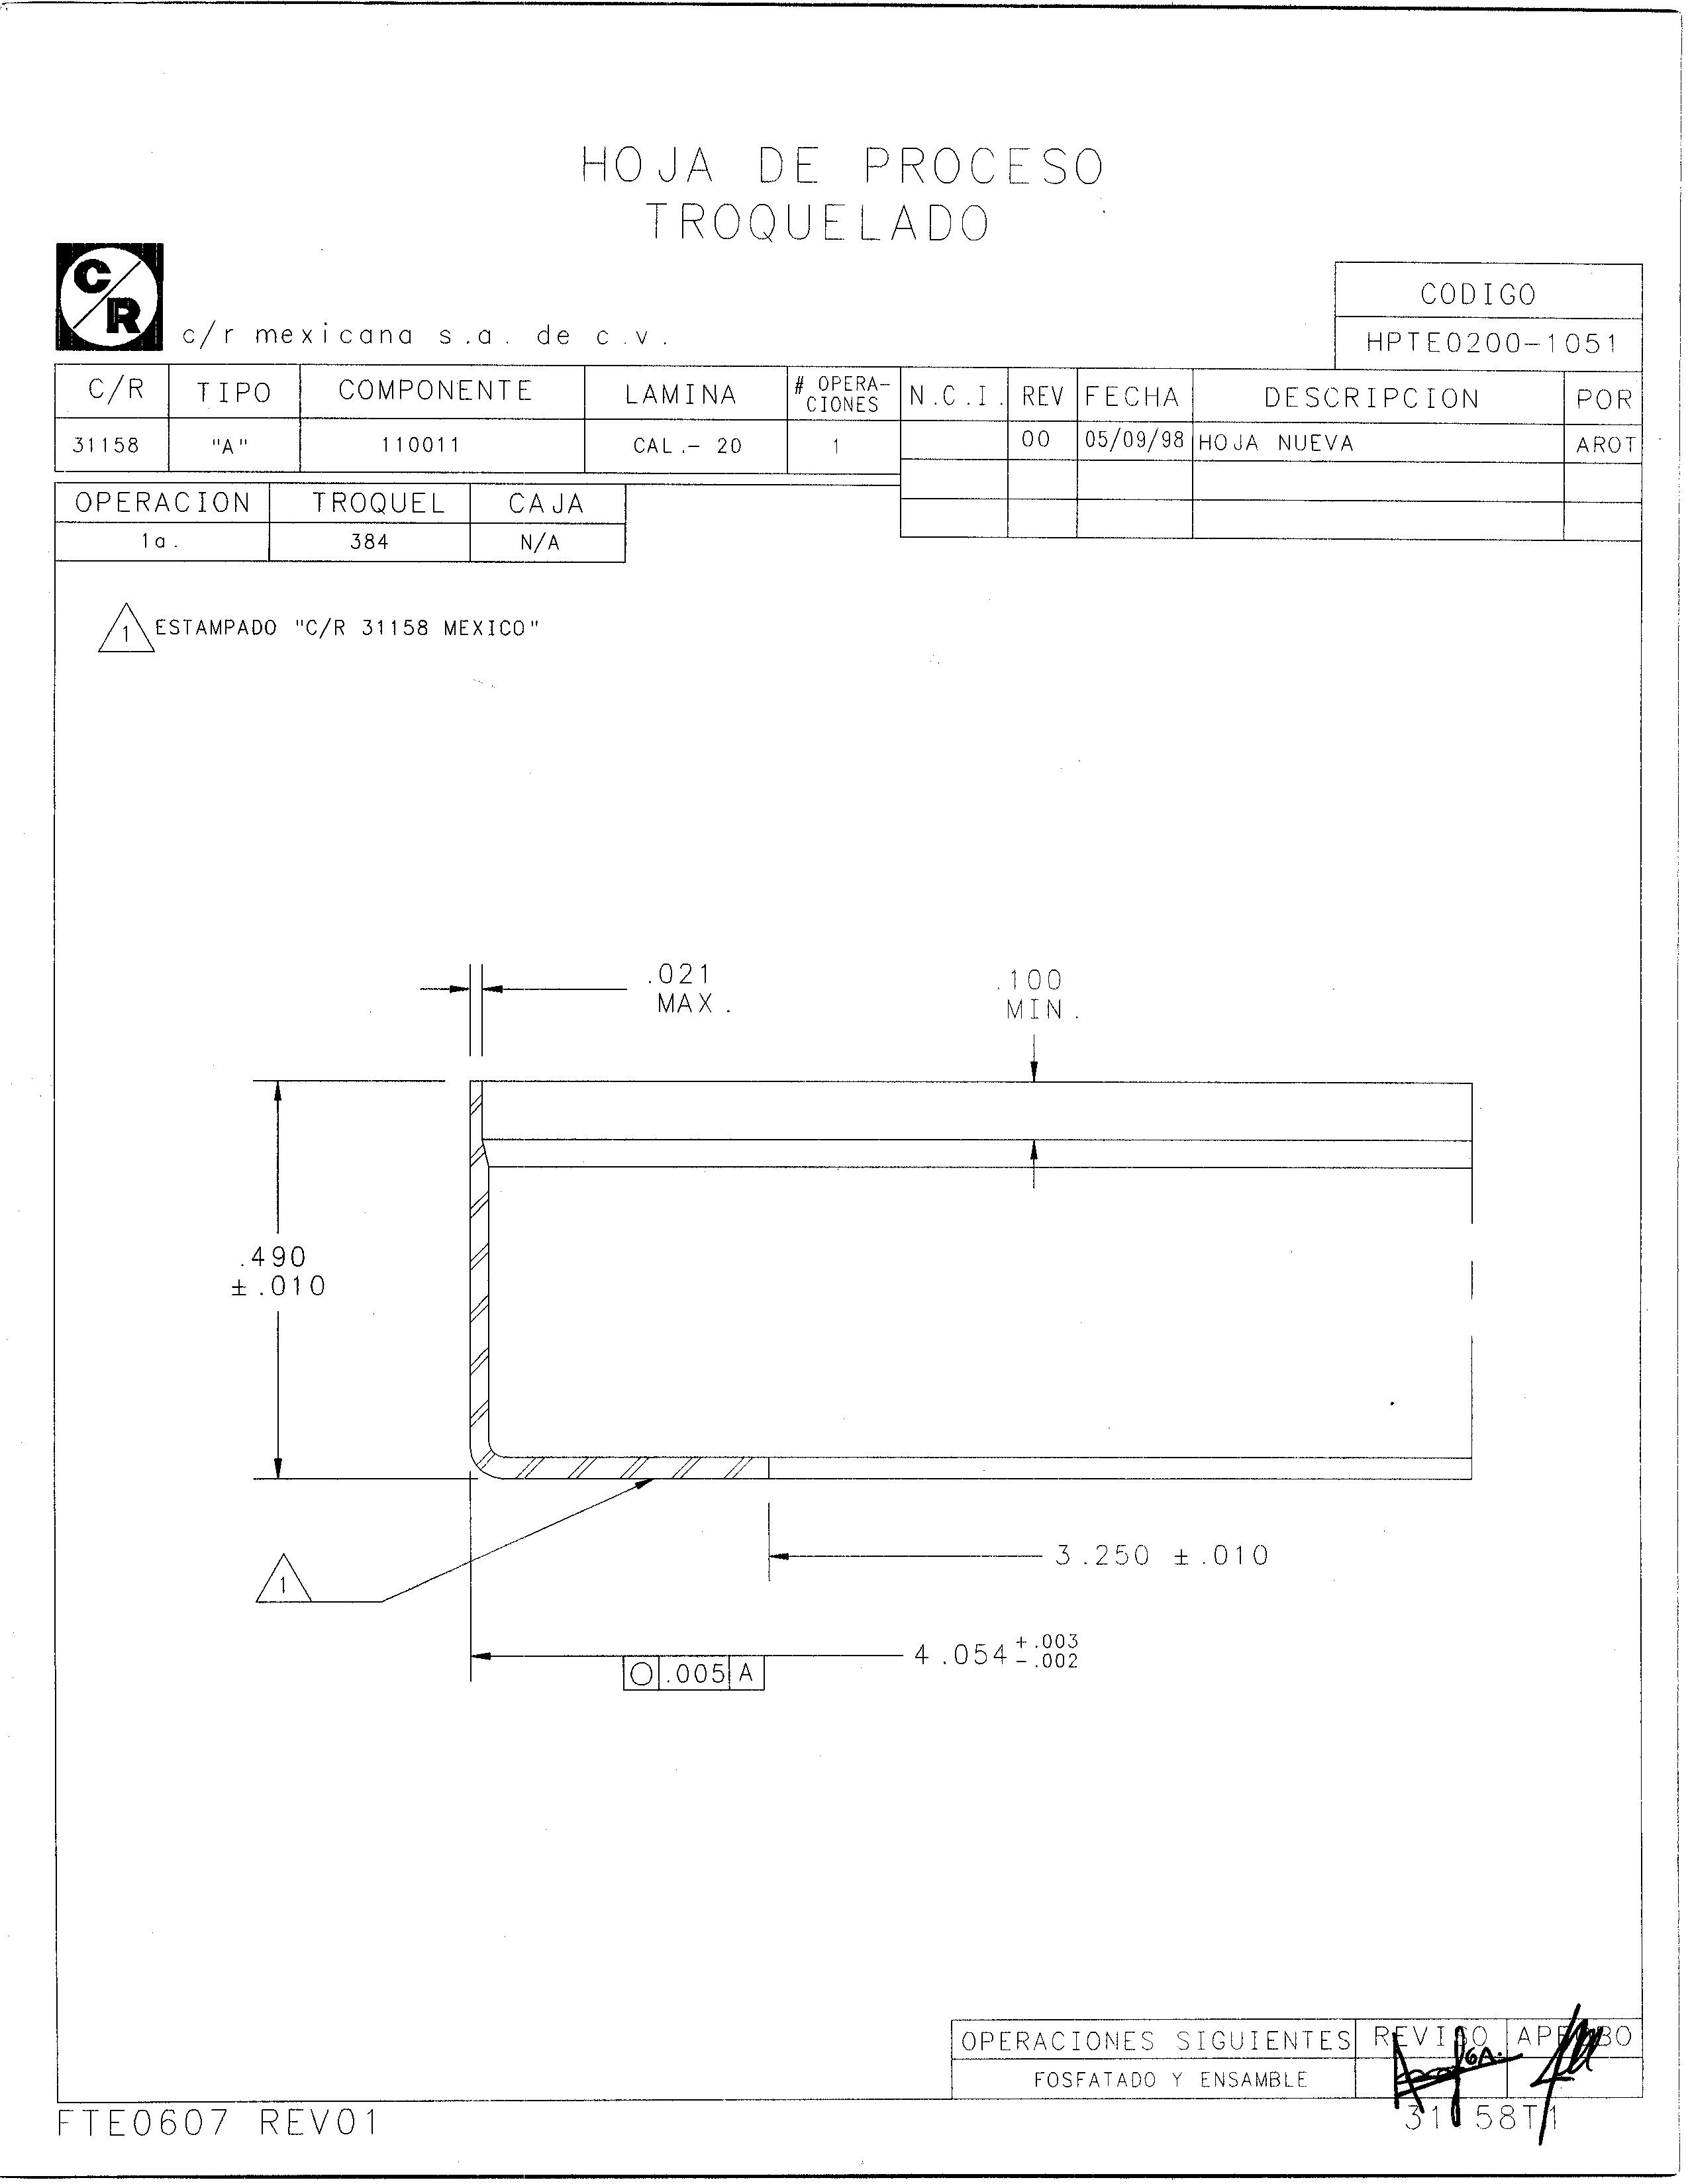 HOJA DE PROCESO
TROQUELADO
C/R
c/r mexicana s.a. de c.v.
CODIGO
HPTE0200-1051
C/R TIPO COMPONENTE LAMINA # OPERA-CIONES N.C.I. REV FECHA DESCRIPCION POR
31158 "A" 110011 CAL.- 20 1 00 05/09/98 HOJA NUEVA AROT
OPERACION TROQUEL CAJA
1a. 384 N/A
1 ESTAMPADO "C/R 31158 MEXICO"
.021
MAX.
.100
MIN.
.490
±.010
3.250 ±.010
1
4.054 +.003 -.002
.005 A
OPERACIONES SIGUIENTES REVISO APROBO
FOSFATADO Y ENSAMBLE
FTE0607 REV01
31158T1